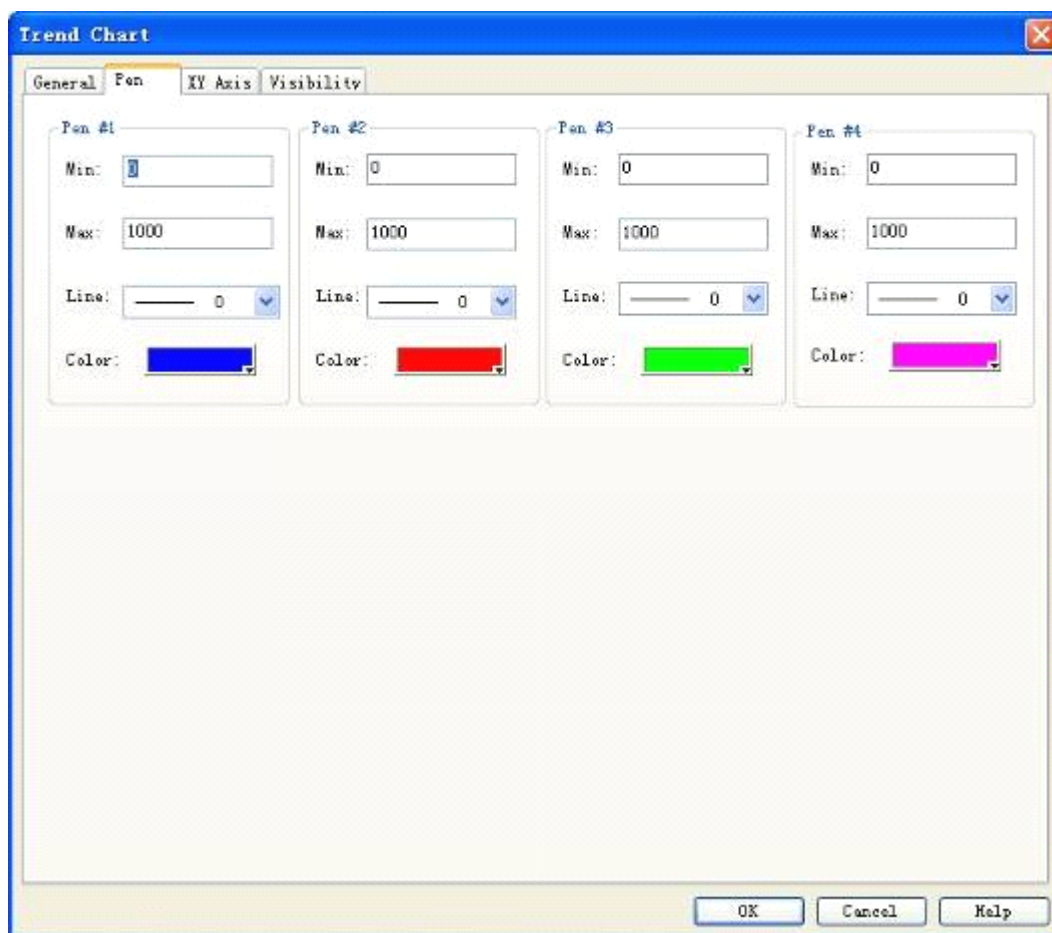 Trend Chart
General Pen XY Axis Visibility
Pen #1 Pen #2 Pen #3 Pen #4
Min: 0 Min: 0 Min: 0 Min: 0
Max: 1000 Max: 1000 Max: 1000 Max: 1000
Line: 0 Line: 0 Line: 0 Line: 0
Color: Color: Color: Color:
OK Cancel Help